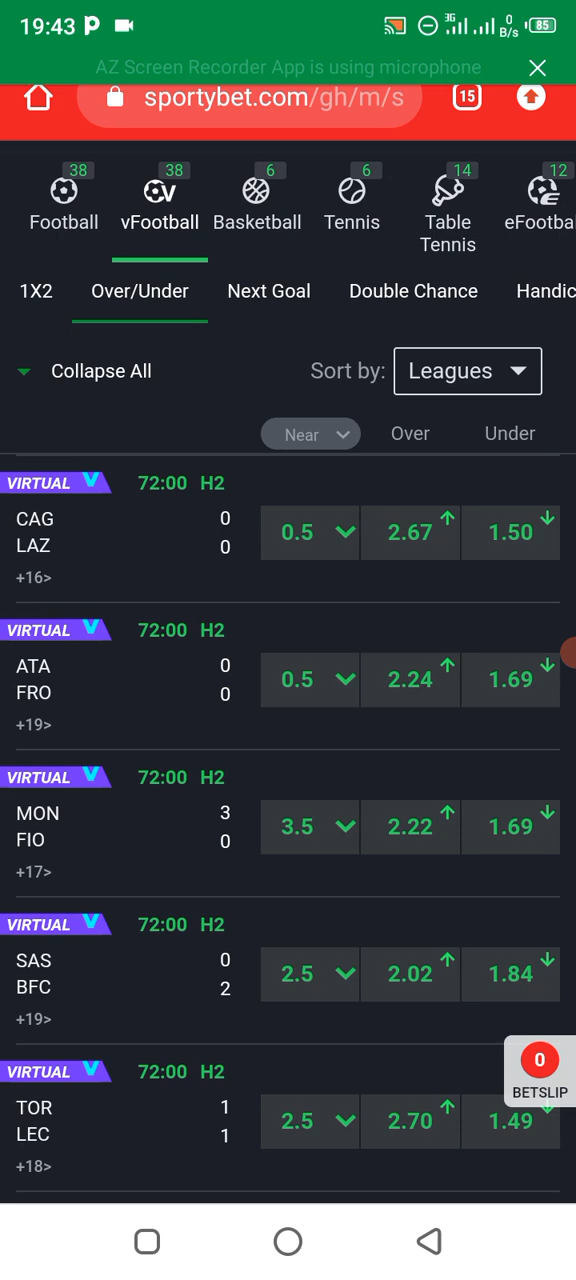 19:43 3G 0 B/s 85
AZ Screen Recorder App is using microphone
sportybet.com/gh/m/s 15
38 38 6 6 14 12
Football vFootball Basketball Tennis Table Tennis eFootba
1X2 Over/Under Next Goal Double Chance Handic
Collapse All Sort by: Leagues
Near Over Under
VIRTUAL V 72:00 H2
CAG 0
LAZ 0
0.5 2.67 1.50
+16>
VIRTUAL V 72:00 H2
ATA 0
FRO 0
0.5 2.24 1.69
+19>
VIRTUAL V 72:00 H2
MON 3
FIO 0
3.5 2.22 1.69
+17>
VIRTUAL V 72:00 H2
SAS 0
BFC 2
2.5 2.02 1.84
+19>
VIRTUAL V 72:00 H2
0
BETSLIP
TOR 1
LEC 1
2.5 2.70 1.49
+18>